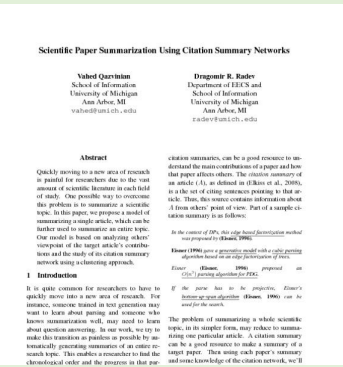 Scientific Paper Summarization Using Citation Summary Networks
Vahed Qazvinian
School of Information
University of Michigan
Ann Arbor, MI
vahed@umich.edu
Dragomir R. Radev
Department of EECS and
School of Information
University of Michigan
Ann Arbor, MI
radev@umich.edu
Abstract
Quickly moving to a new area of research
is painful for researchers due to the vast
amount of scientific literature in each field
of study. One possible way to overcome
this problem is to summarize a scientific
topic. In this paper, we propose a model of
summarizing a single article, which can be
further used to summarize an entire topic.
Our model is based on analyzing others'
viewpoint of the target article's contribu-
tions and the study of its citation summary
network using a clustering approach.
1 Introduction
It is quite common for researchers to have to
quickly move into a new area of research. For
instance, someone trained in text generation may
want to learn about parsing and someone who
knows summarization well, may need to learn
about question answering. In our work, we try to
make this transition as painless as possible by au-
tomatically generating summaries of an entire re-
search topic. This enables a researcher to find the
chronological order and the progress in that par-
citation summaries, can be a good resource to un-
derstand the main contributions of a paper and how
that paper affects others. The citation summary of
an article (A), as defined in (Elkiss et al., 2008),
is a the set of citing sentences pointing to that ar-
ticle. Thus, this source contains information about
A from others' point of view. Part of a sample ci-
tation summary is as follows:
In the context of DPs, this edge based factorization method
was proposed by (Eisner, 1996).
Eisner (1996) gave a generative model with a cubic parsing
algorithm based on an edge factorization of trees.
Eisner (Eisner, 1996) proposed an
O(n³) parsing algorithm for PDG.
If the parse has to be projective, Eisner's
bottom-up-span algorithm (Eisner, 1996) can be
used for the search.
The problem of summarizing a whole scientific
topic, in its simpler form, may reduce to summa-
rizing one particular article. A citation summary
can be a good resource to make a summary of a
target paper. Then using each paper's summary
and some knowledge of the citation network, we'll